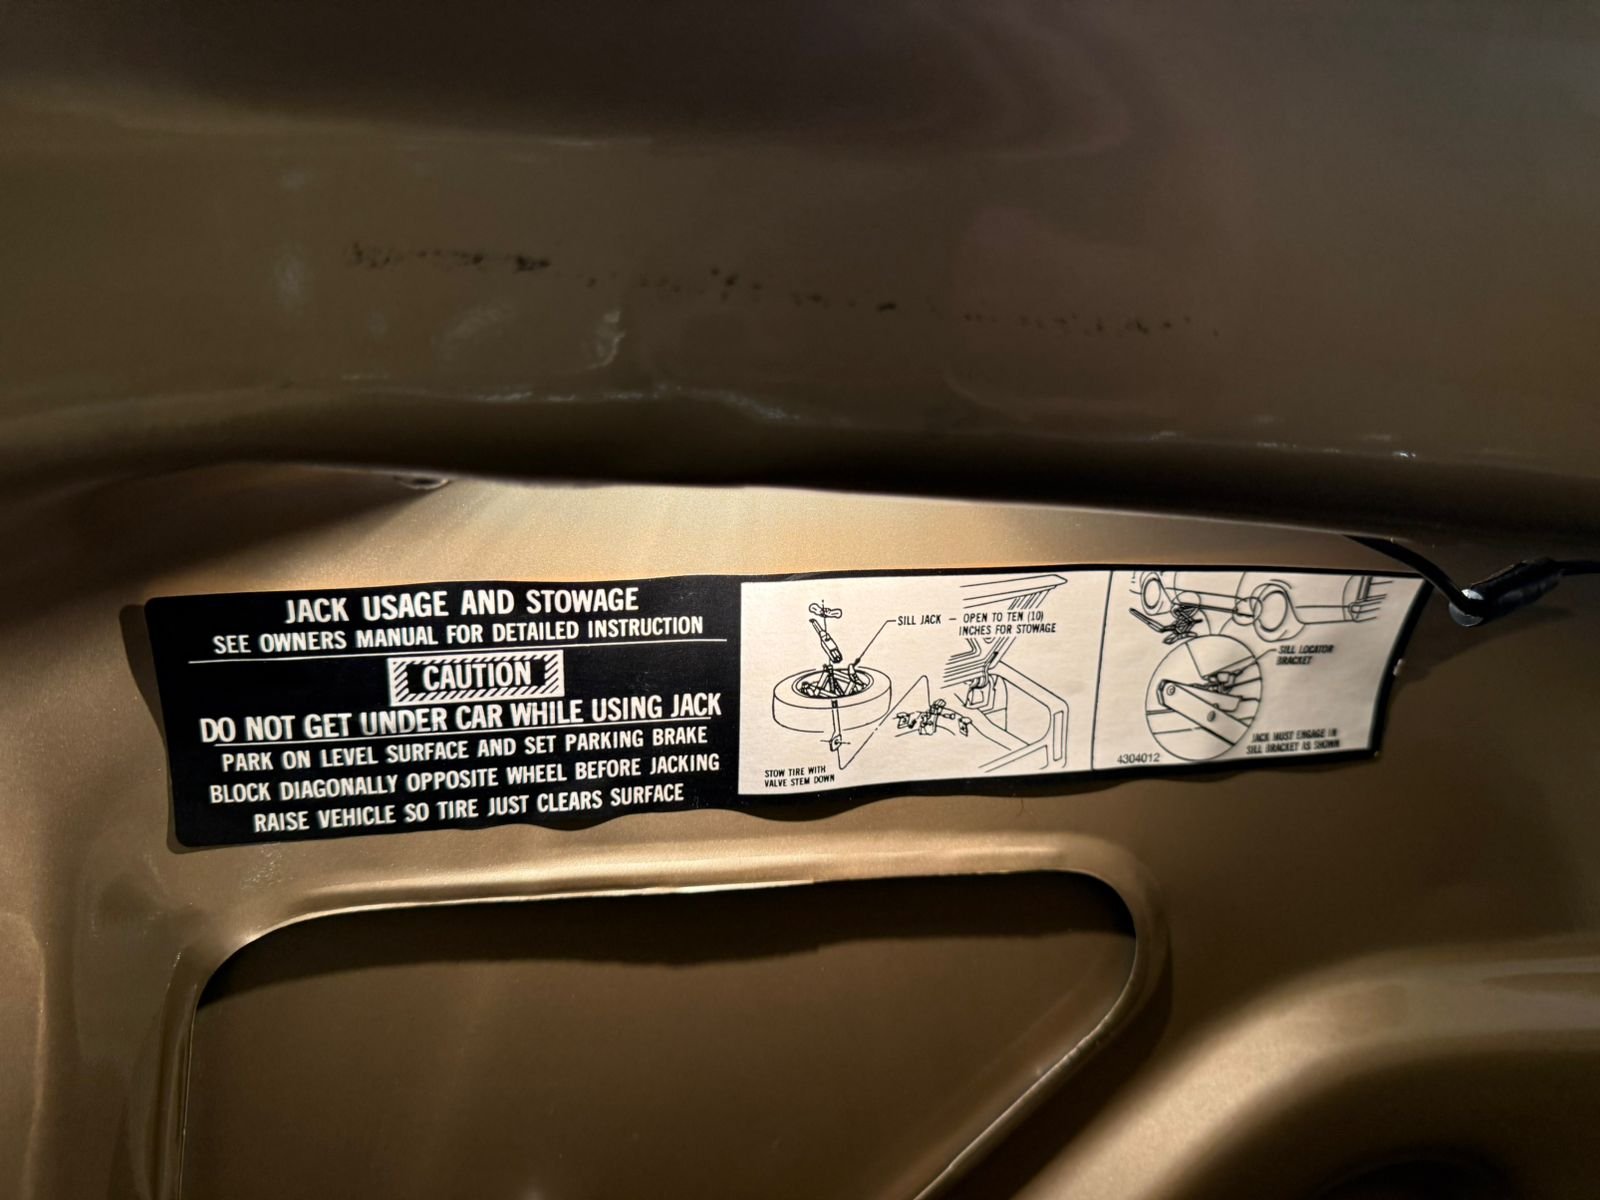 JACK USAGE AND STOWAGE
SEE OWNERS MANUAL FOR DETAILED INSTRUCTION
CAUTION
DO NOT GET UNDER CAR WHILE USING JACK
PARK ON LEVEL SURFACE AND SET PARKING BRAKE
BLOCK DIAGONALLY OPPOSITE WHEEL BEFORE JACKING
RAISE VEHICLE SO TIRE JUST CLEARS SURFACE
SILL JACK — OPEN TO TEN (10)
INCHES FOR STOWAGE
STOW TIRE WITH
VALVE STEM DOWN
SILL LOCATOR
BRACKET
JACK MUST ENGAGE IN
SILL BRACKET AS SHOWN
4304012